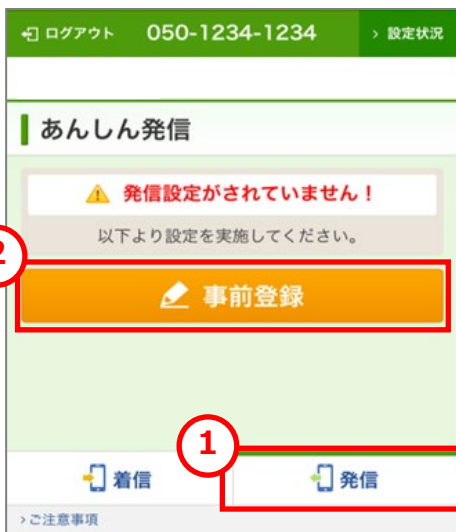 ログアウト 050-1234-1234 > 設定状況
あんしん発信
発信設定がされていません！
以下より設定を実施してください。
2
事前登録
1
着信 発信
>ご注意事項